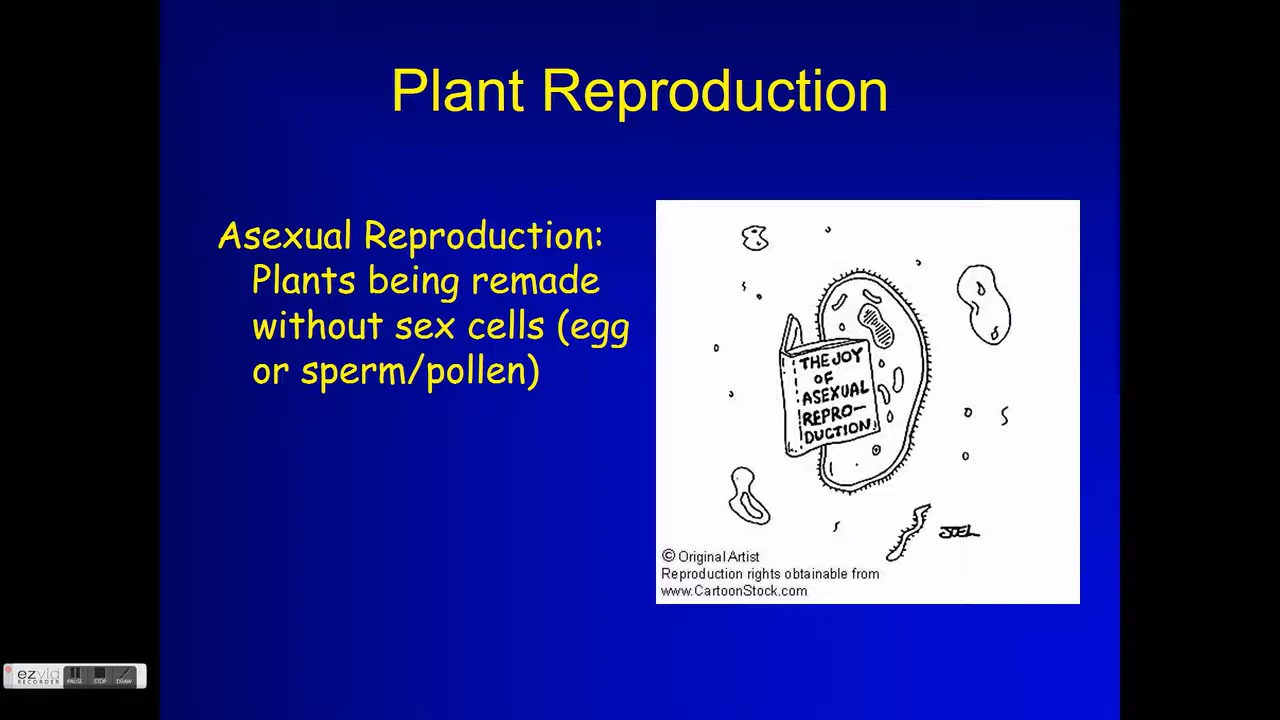 Plant Reproduction
Asexual Reproduction:
Plants being remade
without sex cells (egg
or sperm/pollen)
THE JOY
OF
ASEXUAL
REPRO-
DUCTION
JOEL
© Original Artist
Reproduction rights obtainable from
www.CartoonStock.com
ezvid
RECORDER
PAUSE STOP DRAW